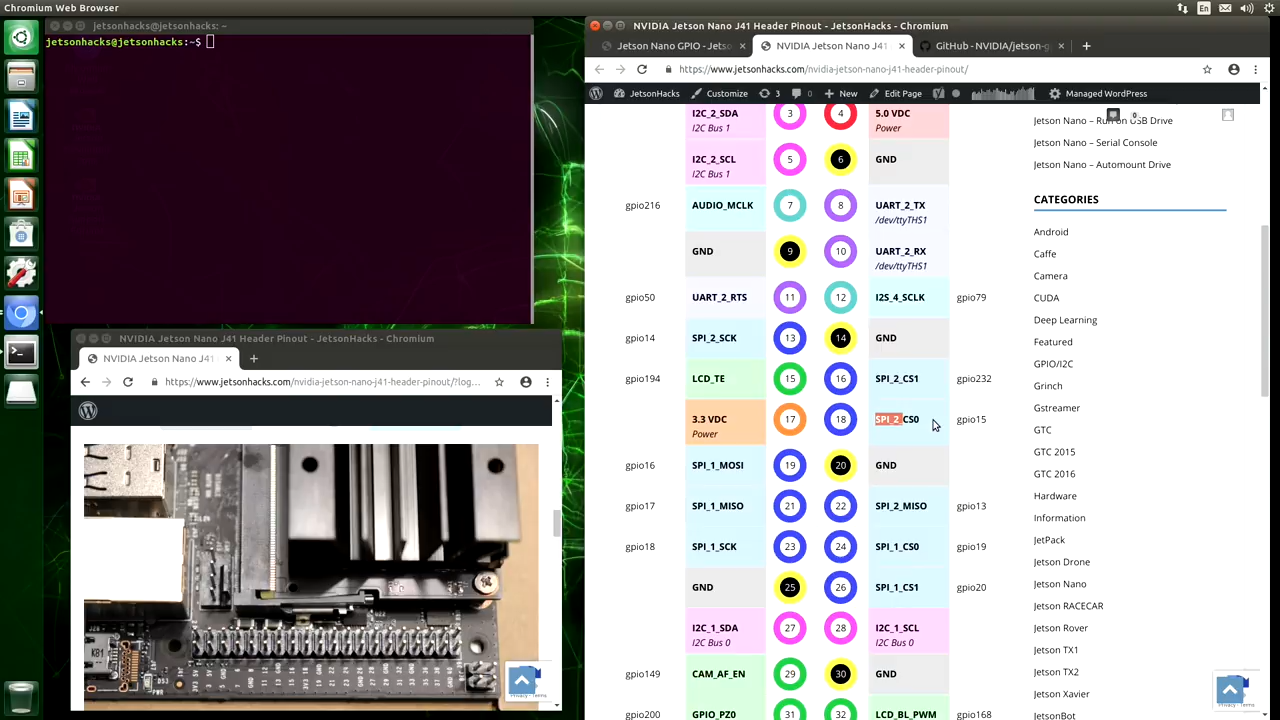 Chromium Web Browser
En
jetsonhacks@jetsonhacks: ~
jetsonhacks@jetsonhacks:~$
NVIDIA Jetson Nano J41 Header Pinout - JetsonHacks - Chromium
NVIDIA Jetson Nano J41
https://www.jetsonhacks.com/nvidia-jetson-nano-j41-header-pinout/?log...
Privacy - Terms
NVIDIA Jetson Nano J41 Header Pinout - JetsonHacks - Chromium
Jetson Nano GPIO - Jetso
NVIDIA Jetson Nano J41
GitHub - NVIDIA/jetson-g
https://www.jetsonhacks.com/nvidia-jetson-nano-j41-header-pinout/
JetsonHacks
Customize
3
0
New
Edit Page
Managed WordPress
I2C_2_SDA 3 4 5.0 VDC
I2C Bus 1 Power
I2C_2_SCL 5 6 GND
I2C Bus 1
gpio216 AUDIO_MCLK 7 8 UART_2_TX
/dev/ttyTHS1
GND 9 10 UART_2_RX
/dev/ttyTHS1
gpio50 UART_2_RTS 11 12 I2S_4_SCLK gpio79
gpio14 SPI_2_SCK 13 14 GND
gpio194 LCD_TE 15 16 SPI_2_CS1 gpio232
3.3 VDC 17 18 SPI_2_CS0 gpio15
Power
gpio16 SPI_1_MOSI 19 20 GND
gpio17 SPI_1_MISO 21 22 SPI_2_MISO gpio13
gpio18 SPI_1_SCK 23 24 SPI_1_CS0 gpio19
GND 25 26 SPI_1_CS1 gpio20
I2C_1_SDA 27 28 I2C_1_SCL
I2C Bus 0 I2C Bus 0
gpio149 CAM_AF_EN 29 30 GND
gpio200 GPIO_PZ0 31 32 LCD_BL_PWM gpio168
Jetson Nano – Run on USB Drive
Jetson Nano – Serial Console
Jetson Nano – Automount Drive
CATEGORIES
Android
Caffe
Camera
CUDA
Deep Learning
Featured
GPIO/I2C
Grinch
Gstreamer
GTC
GTC 2015
GTC 2016
Hardware
Information
JetPack
Jetson Drone
Jetson Nano
Jetson RACECAR
Jetson Rover
Jetson TX1
Jetson TX2
Jetson Xavier
JetsonBot
Privacy - Terms